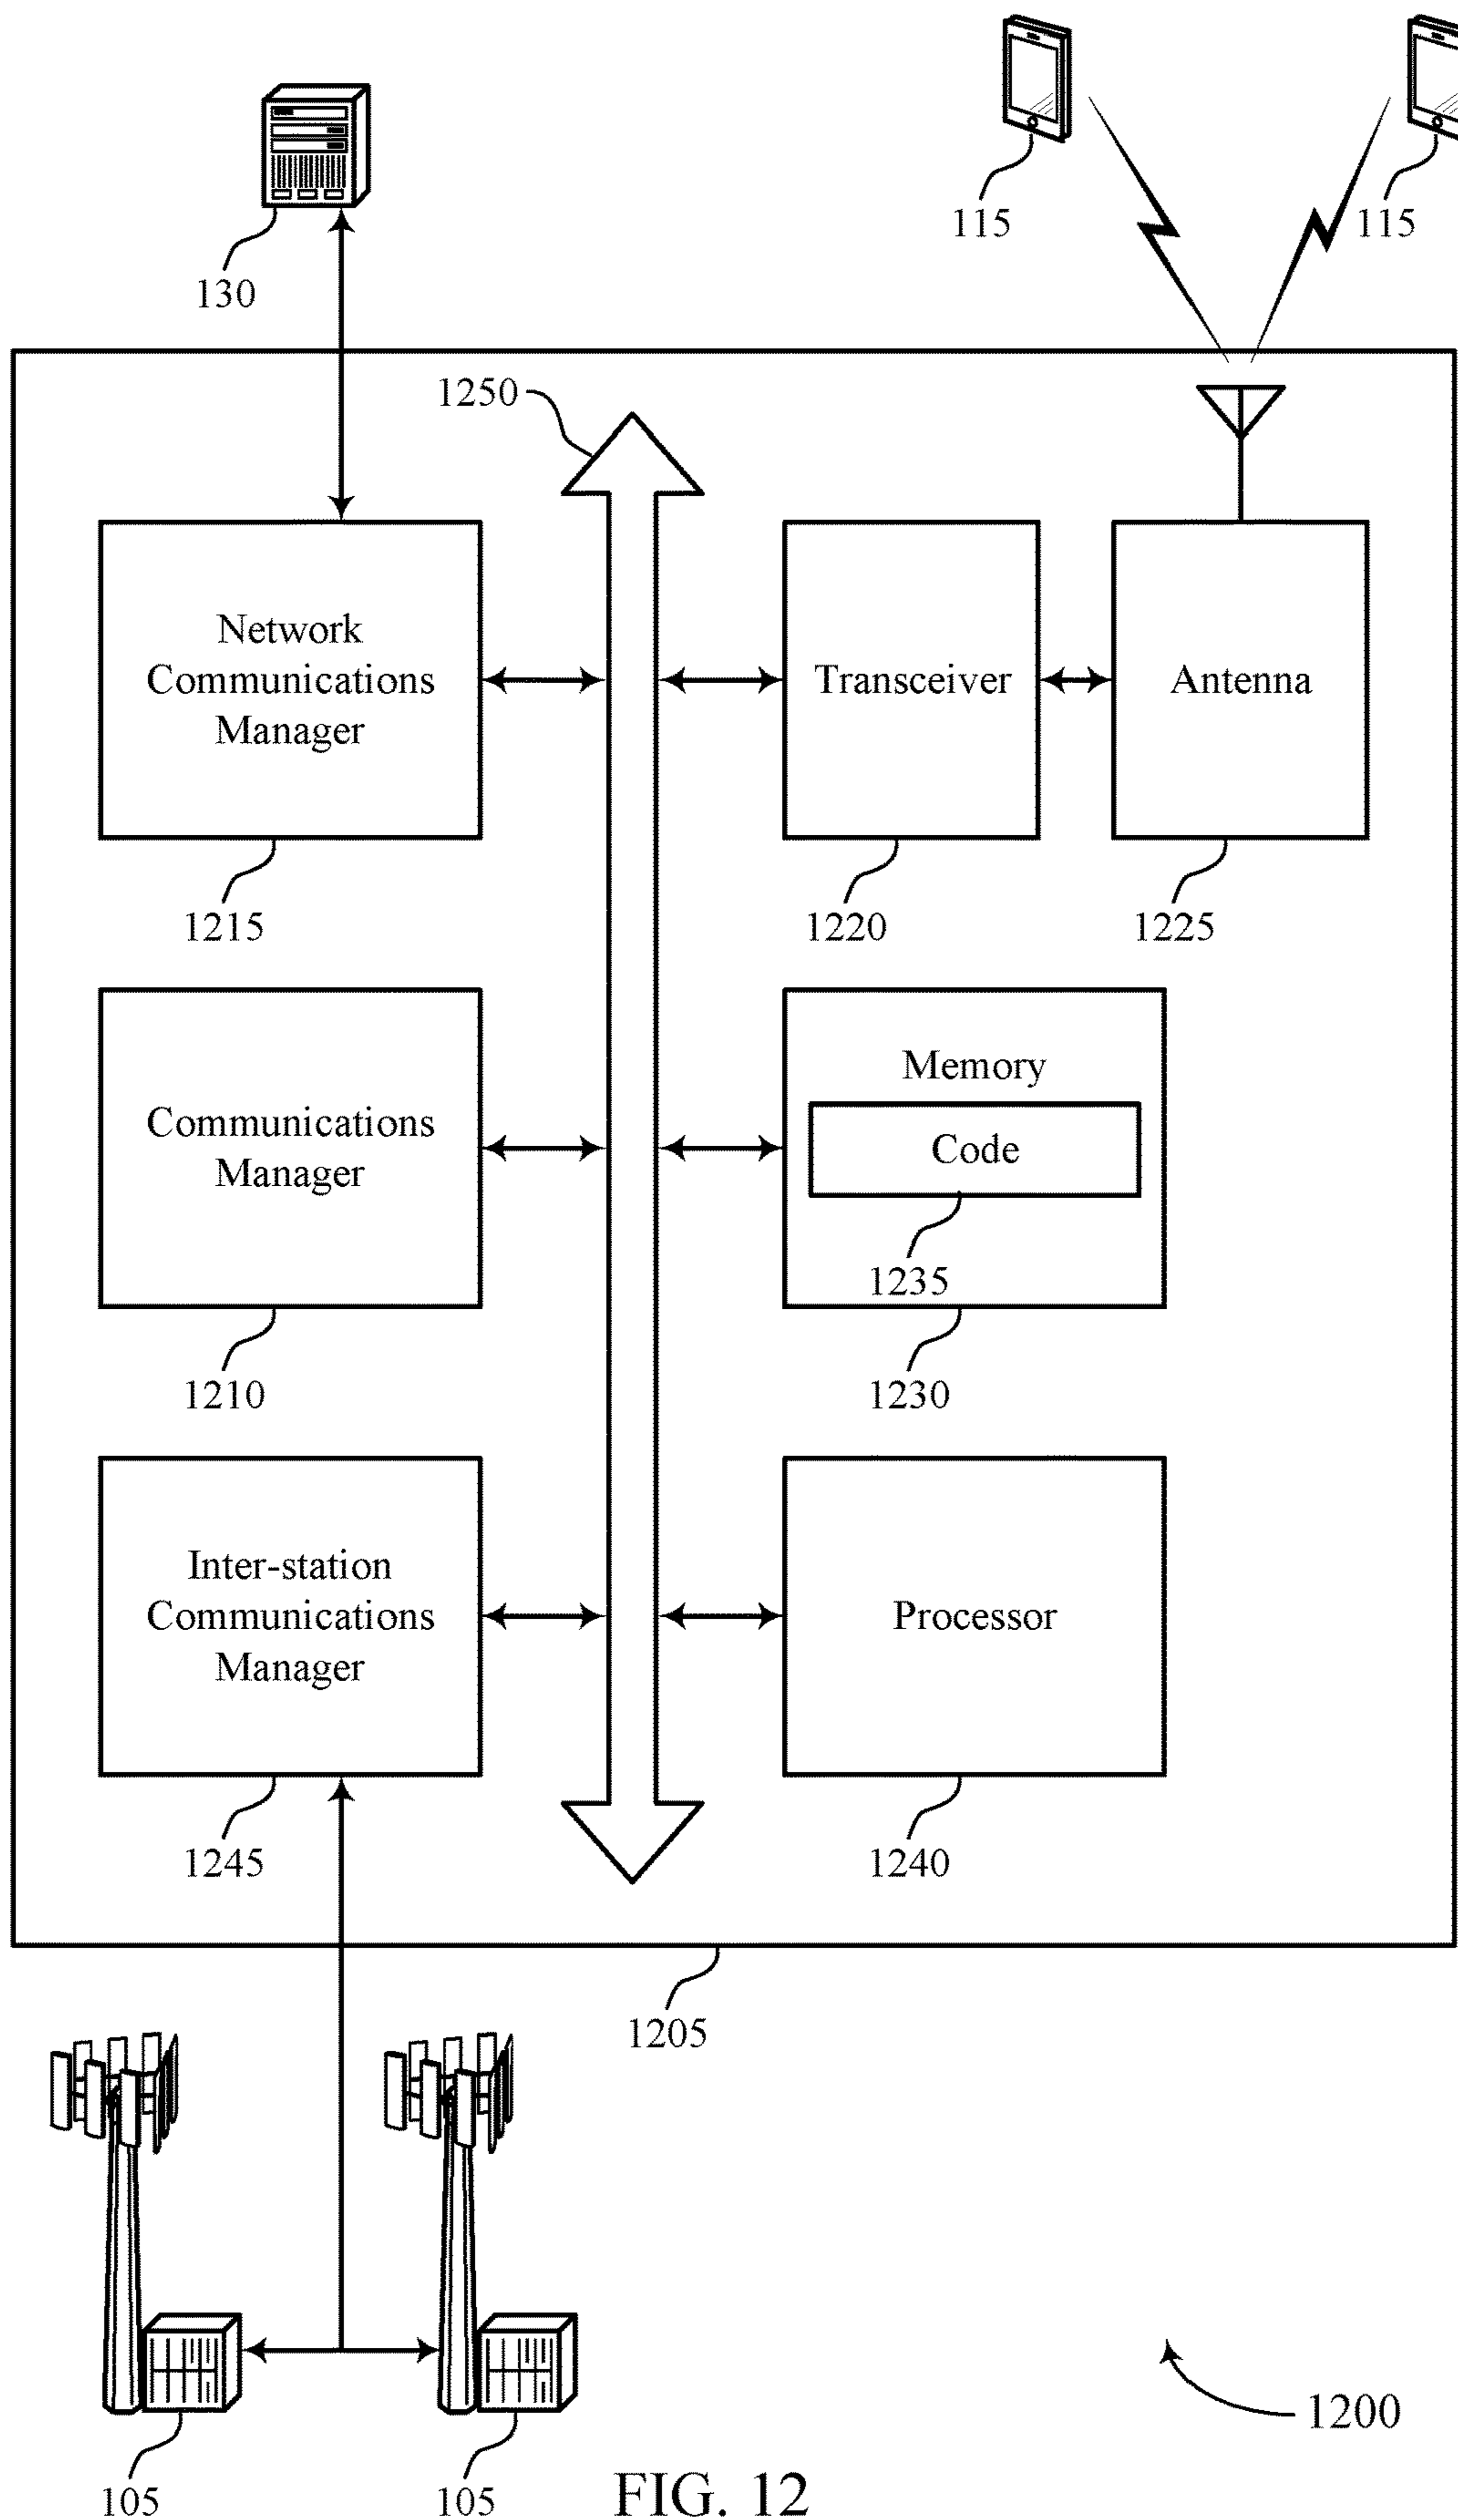 115
115
130
1250
Network
Communications
Manager
Transceiver
Antenna
1215
1220
1225
Communications
Manager
Memory
Code
1235
1210
1230
Inter-station
Communications
Manager
Processor
1245
1240
1205
1200
105
105
FIG. 12